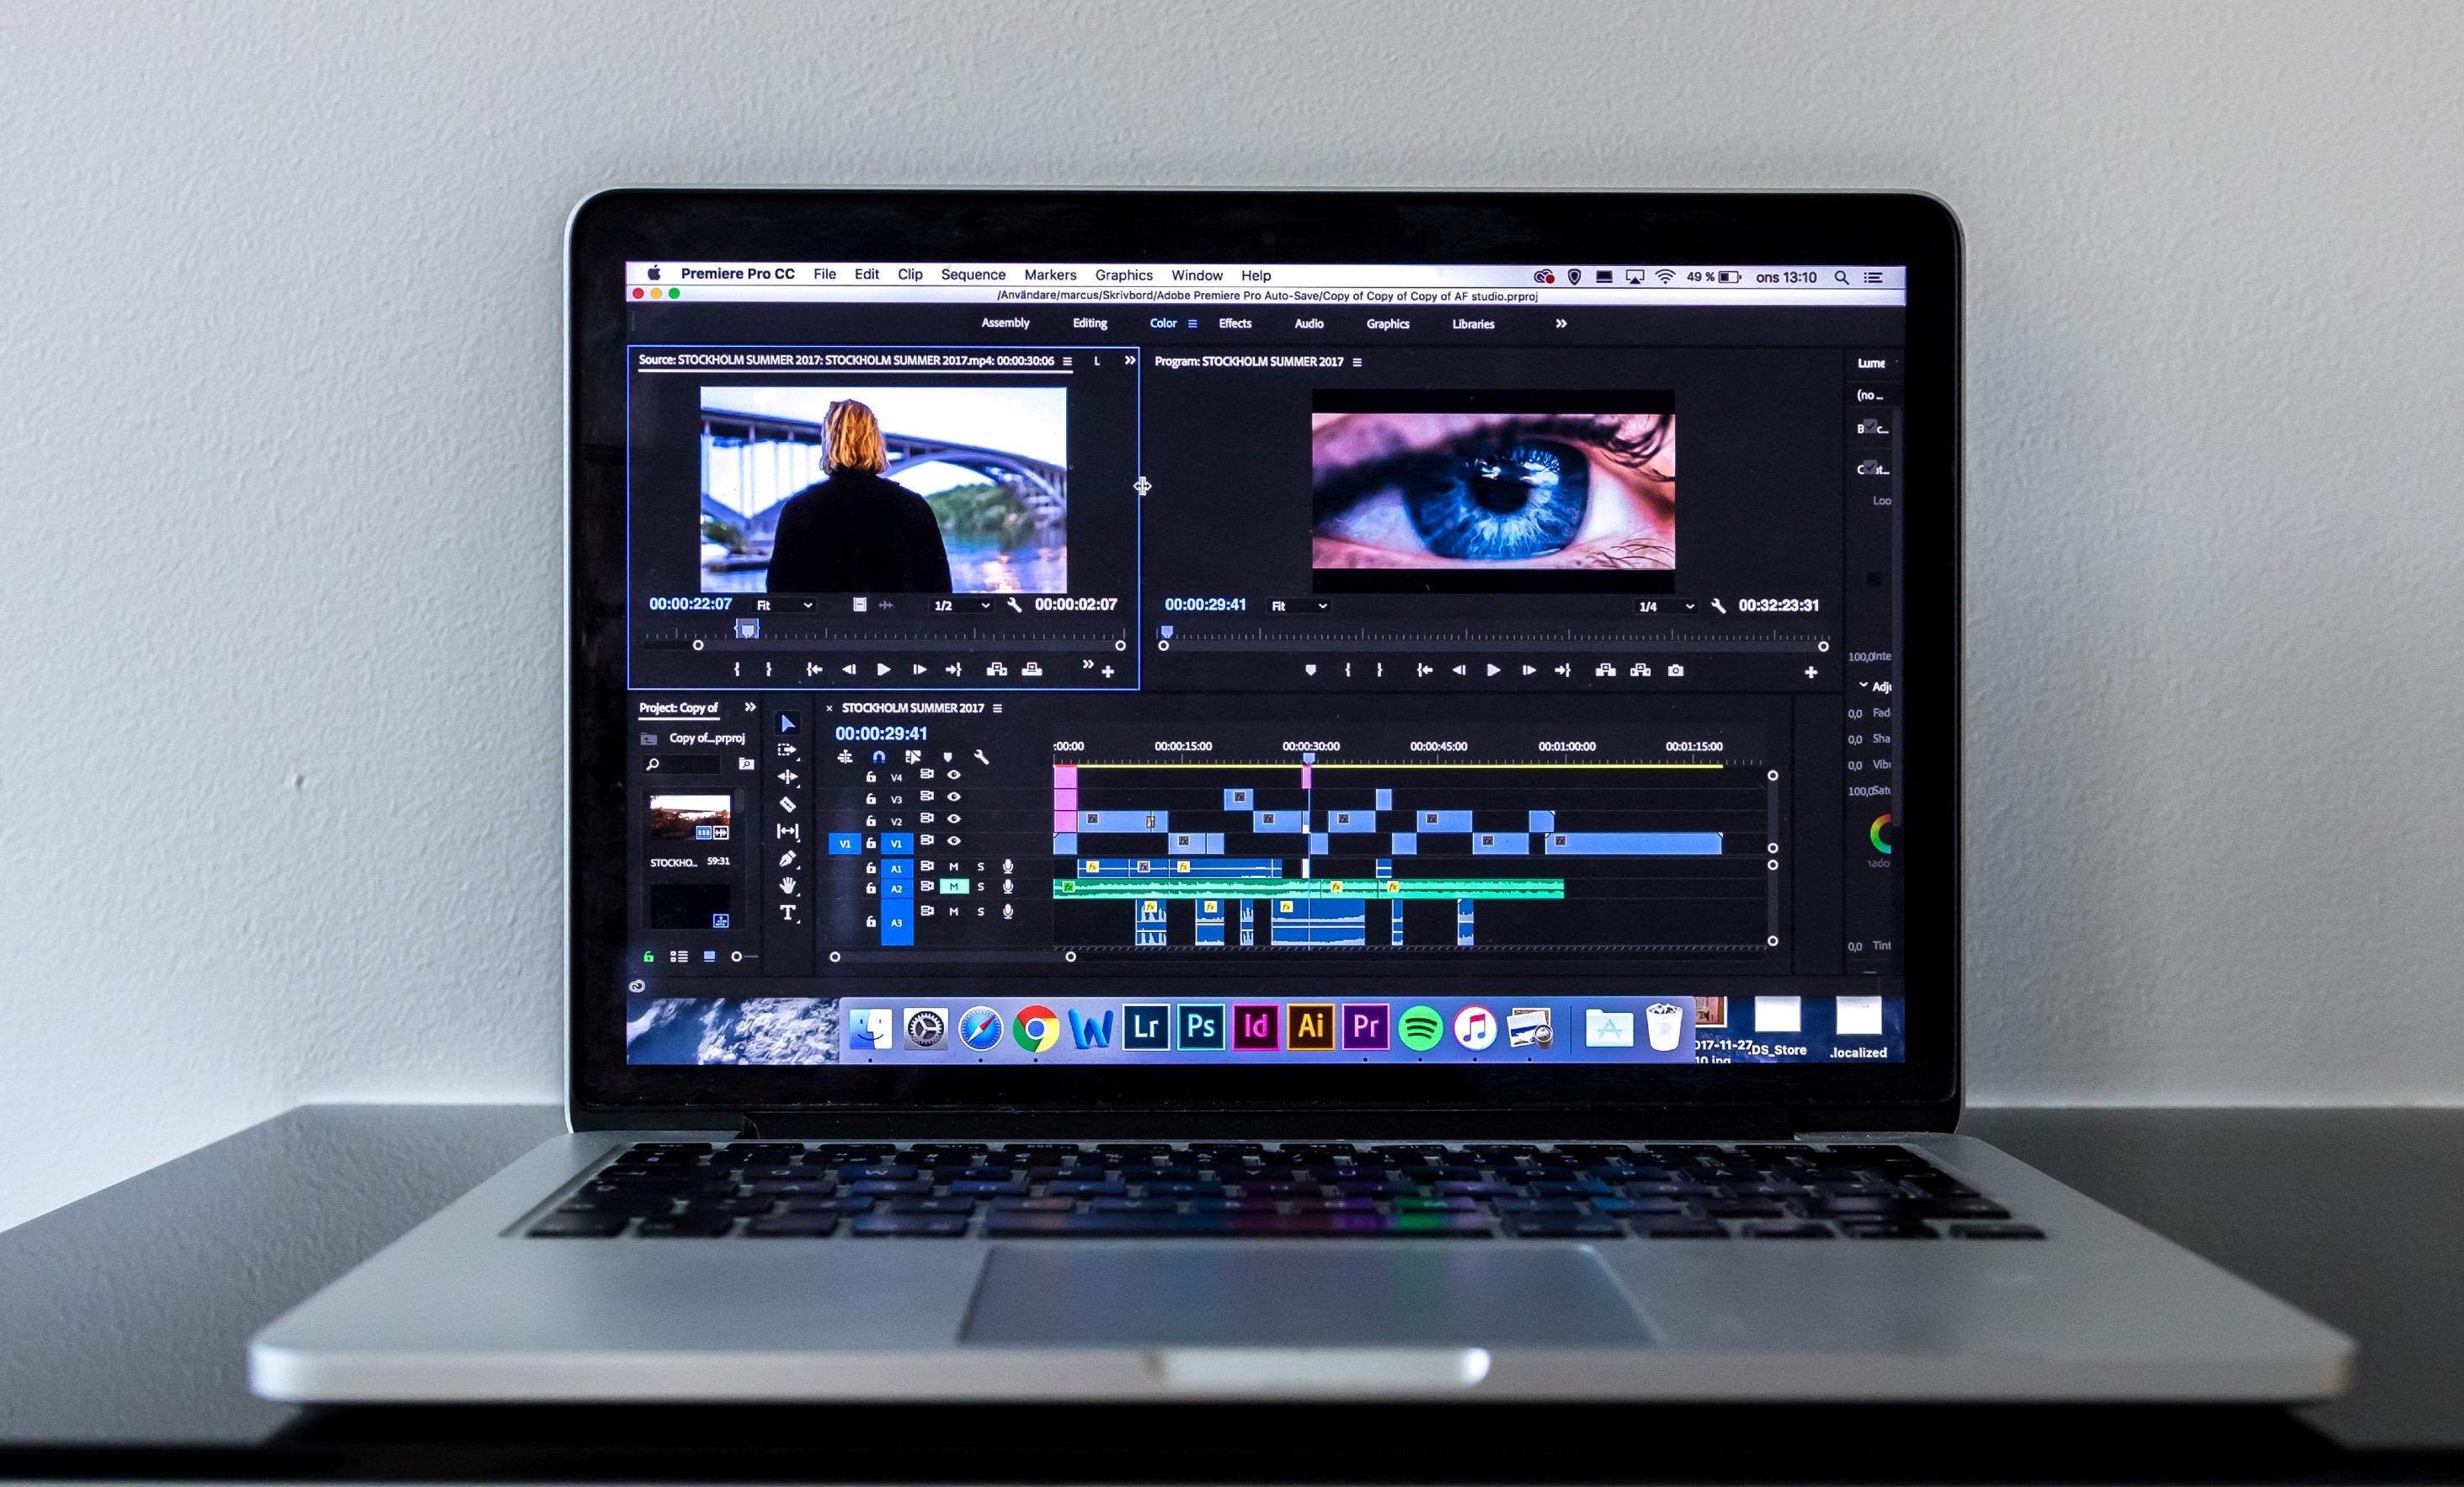 Premiere Pro CC File Edit Clip Sequence Markers Graphics Window Help 49 % ons 13:10
/Användare/marcus/Skrivbord/Adobe Premiere Pro Auto-Save/Copy of Copy of Copy of AF studio.prproj
Assembly Editing Color Effects Audio Graphics Libraries
Source: STOCKHOLM SUMMER 2017: STOCKHOLM SUMMER 2017.mp4: 00:00:30:06 L
Program: STOCKHOLM SUMMER 2017
Lume
(no ...
Loo
00:00:22:07 Fit 1/2 00:00:02:07
00:00:29:41 Fit 1/4 00:32:23:31
100,0 Inte
Adju
0,0 Fad
0,0 Sha
0,0 Vib
100,0 Satu
0,0 Tint
Project: Copy of
Copy of...prproj
STOCKHO... 59:31
STOCKHOLM SUMMER 2017
00:00:29:41
:00:00 00:00:15:00 00:00:30:00 00:00:45:00 00:01:00:00 00:01:15:00
V4
V3
V2
V1 V1
A1 M S
A2 M S
A3 M S
T
Lr Ps Id Ai Pr
017-11-27
10.jpg
.DS_Store
.localized